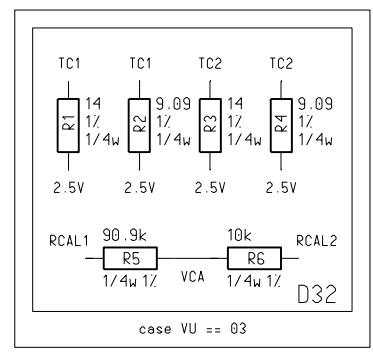 TC1 TC1 TC2 TC2
14 9.09 14 9.09
R1 1% R2 1% R3 1% R4 1%
1/4w 1/4w 1/4w 1/4w
2.5V 2.5V 2.5V 2.5V
90.9k 10k
RCAL1 R5 R6 RCAL2
1/4w 1% VCA 1/4w 1%
D32
case VU == 03